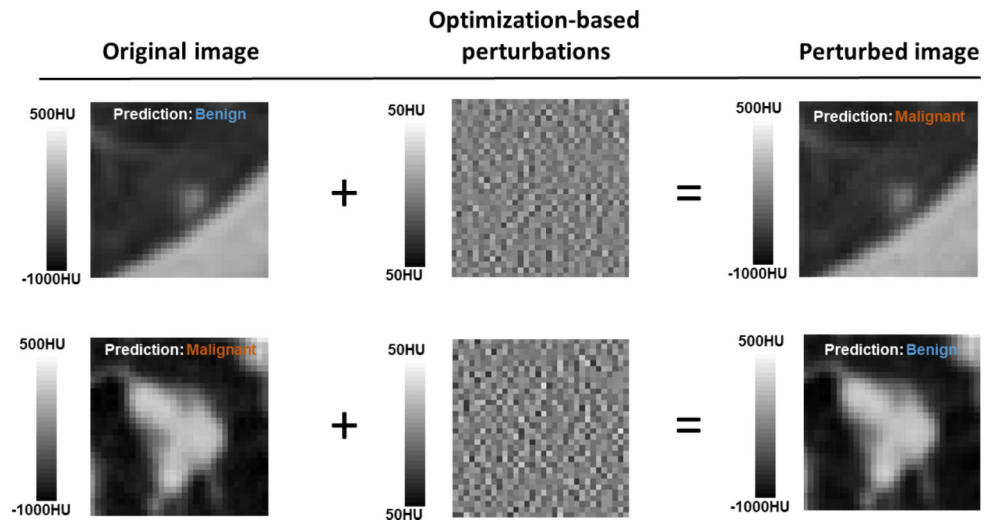 Original image
Optimization-based
perturbations
Perturbed image
500HU
Prediction: Benign
-1000HU
+
50HU
50HU
=
500HU
Prediction: Malignant
-1000HU
500HU
Prediction: Malignant
-1000HU
+
50HU
50HU
=
500HU
Prediction: Benign
-1000HU